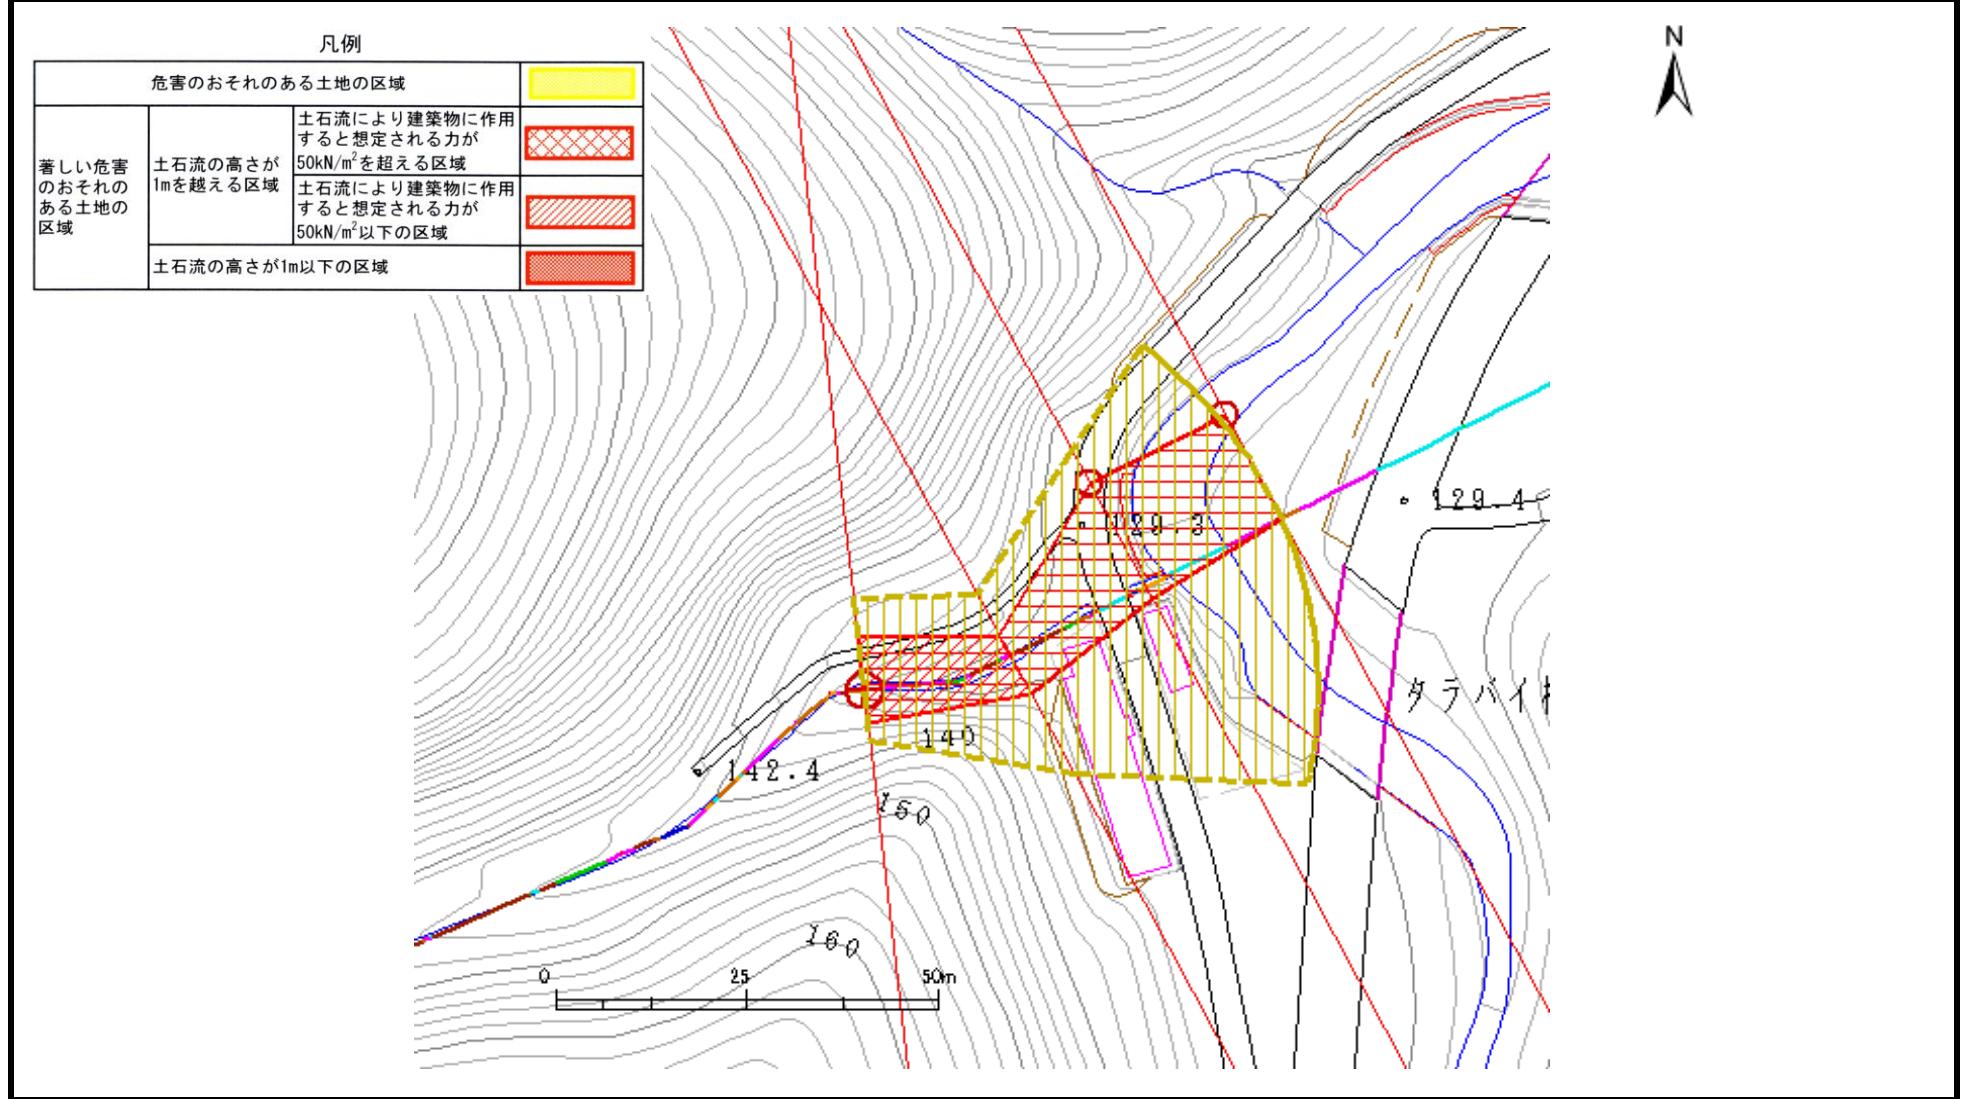 凡例
危害のおそれのある土地の区域
著しい危害
のおそれの
ある土地の
区域
土石流の高さが
1mを越える区域
土石流により建築物に作用
すると想定される力が
50kN/m²を超える区域
土石流により建築物に作用
すると想定される力が
50kN/m²以下の区域
土石流の高さが1m以下の区域
N
129.4
129.3
タラバイ
140
142.4
150
160
0 25 50m